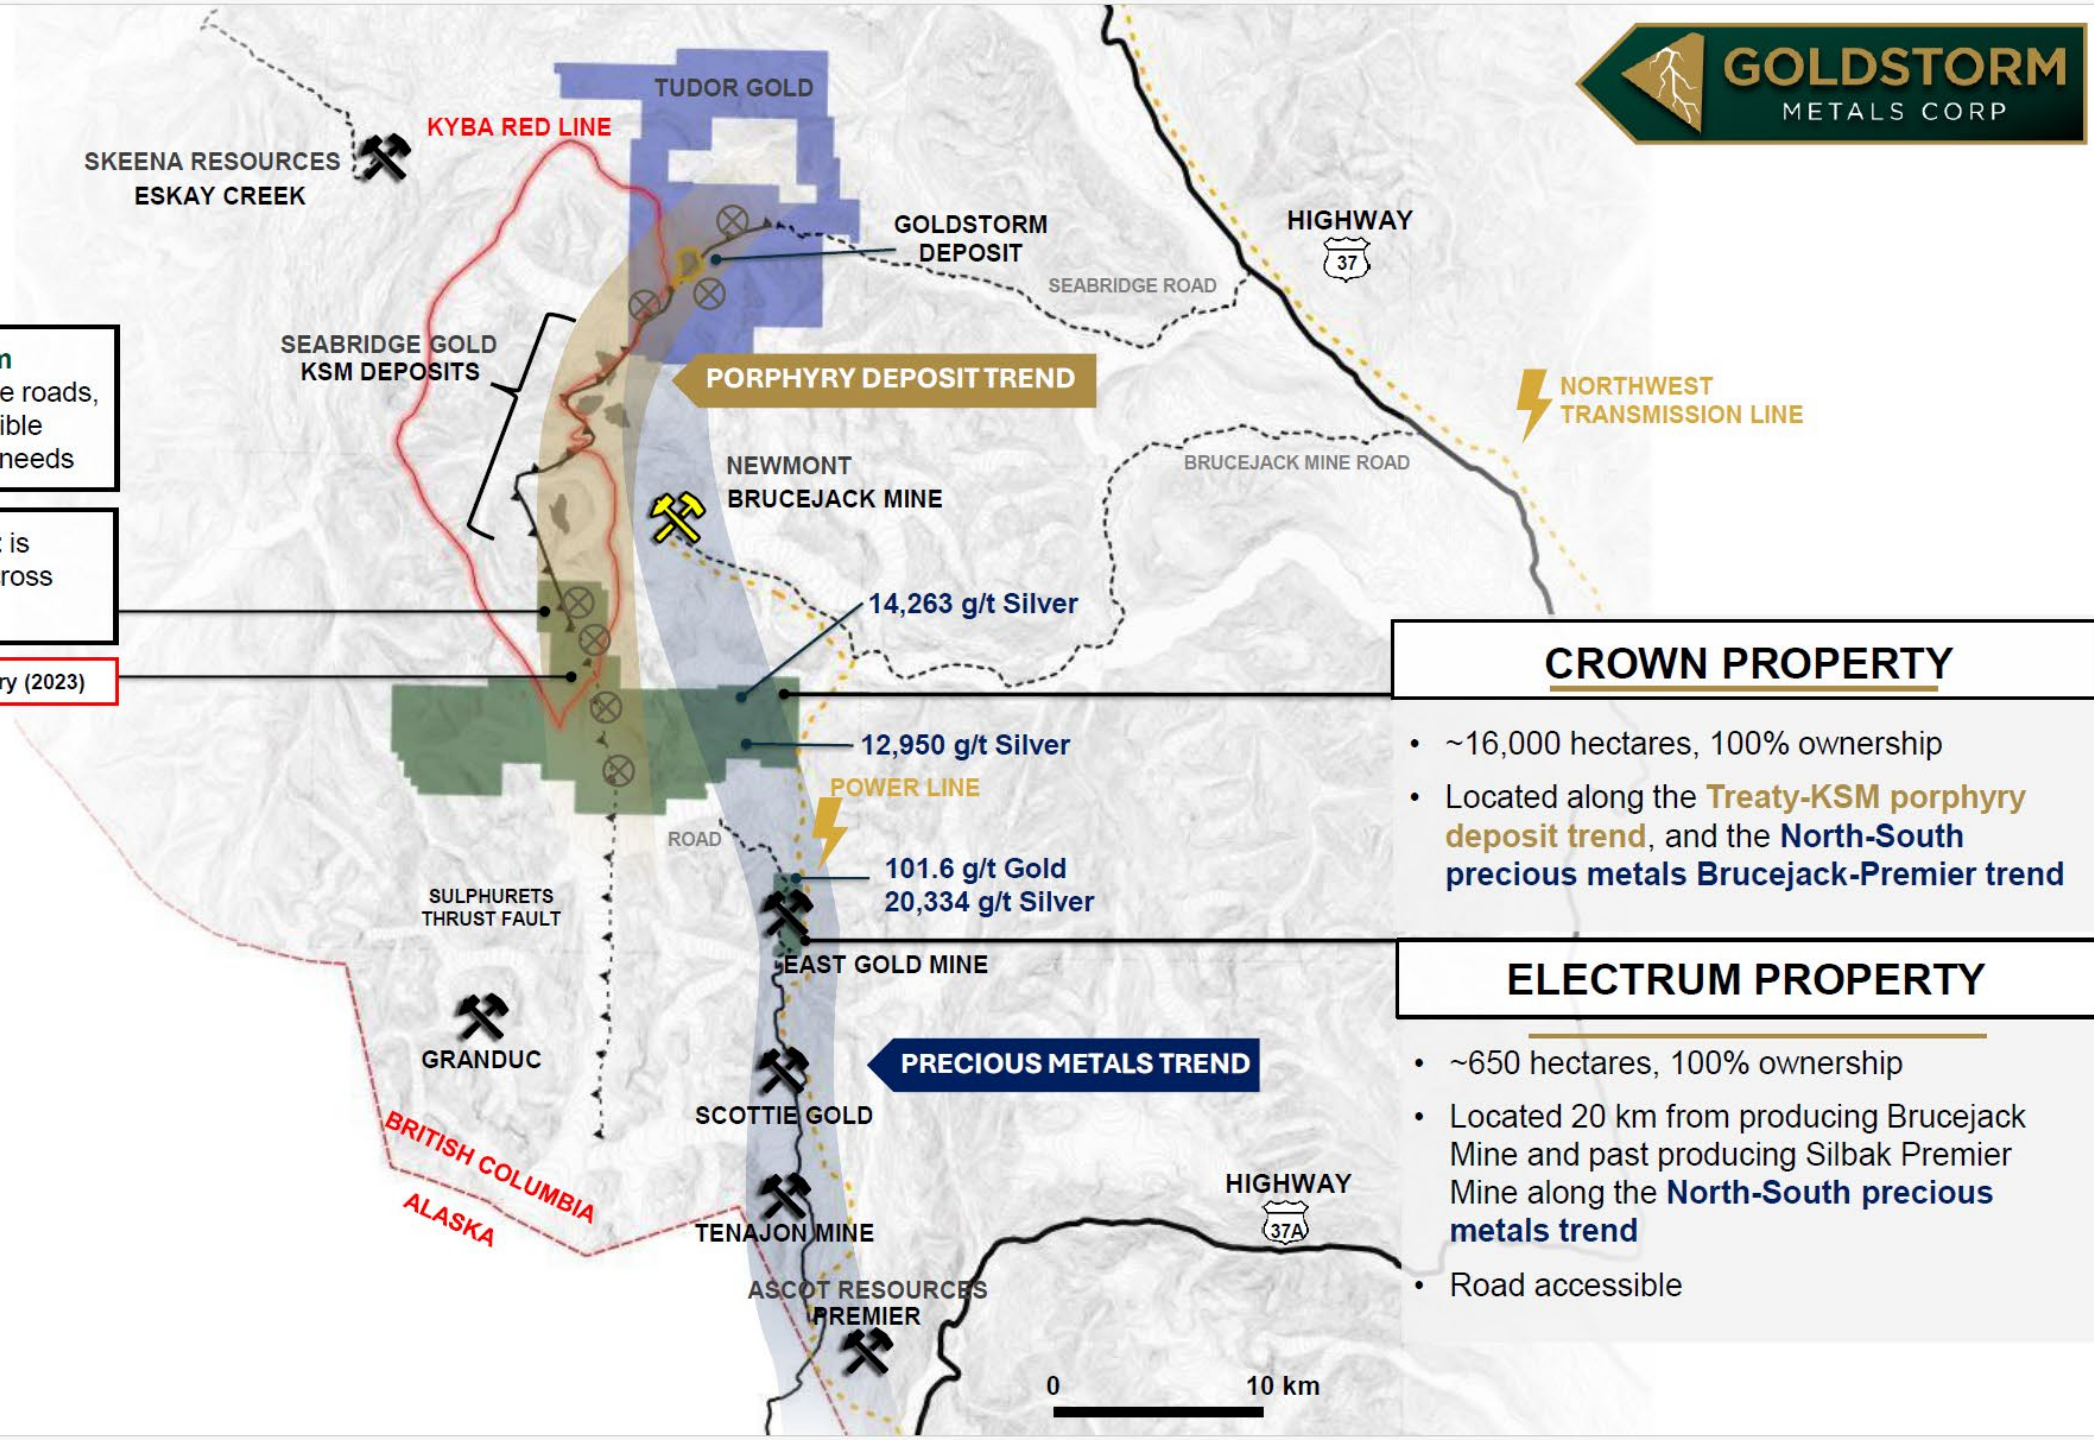 GOLDSTORM
METALS CORP
TUDOR GOLD
KYBA RED LINE
SKEENA RESOURCES
ESKAY CREEK
GOLDSTORM
DEPOSIT
HIGHWAY
37
SEABRIDGE ROAD
SEABRIDGE GOLD
KSM DEPOSITS
PORPHYRY DEPOSIT TREND
NORTHWEST
TRANSMISSION LINE
m
e roads,
ible
needs
NEWMONT
BRUCEJACK MINE
BRUCEJACK MINE ROAD
is
ross
14,263 g/t Silver
ry (2023)
12,950 g/t Silver
POWER LINE
ROAD
101.6 g/t Gold
20,334 g/t Silver
SULPHURETS
THRUST FAULT
EAST GOLD MINE
GRANDUC
PRECIOUS METALS TREND
SCOTTIE GOLD
BRITISH COLUMBIA
ALASKA
TENAJON MINE
HIGHWAY
37A
ASCOT RESOURCES
PREMIER
0 10 km
CROWN PROPERTY
• ~16,000 hectares, 100% ownership
• Located along the Treaty-KSM porphyry
deposit trend, and the North-South
precious metals Brucejack-Premier trend
ELECTRUM PROPERTY
• ~650 hectares, 100% ownership
• Located 20 km from producing Brucejack
Mine and past producing Silbak Premier
Mine along the North-South precious
metals trend
• Road accessible